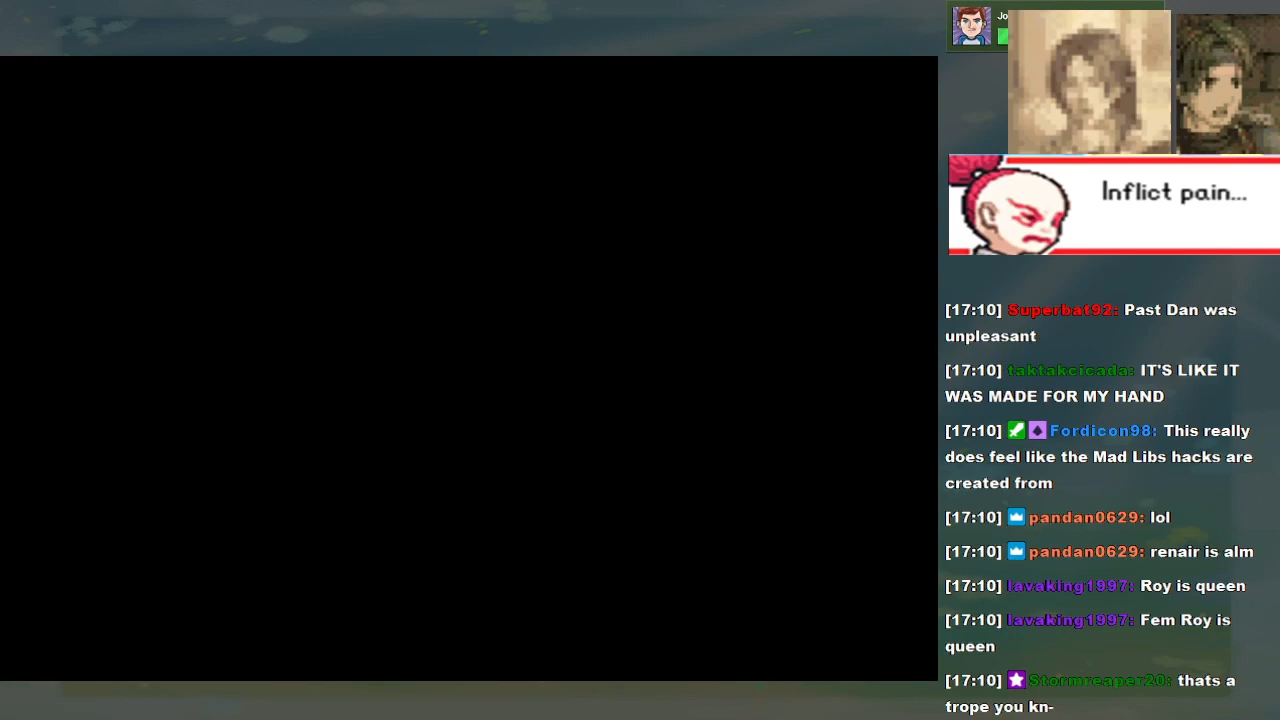 Jo
Inflict pain...
[17:10] Superbat92: Past Dan was
unpleasant
[17:10] taktakcicada: IT'S LIKE IT
WAS MADE FOR MY HAND
[17:10] Fordicon98: This really
does feel like the Mad Libs hacks are
created from
[17:10] pandan0629: lol
[17:10] pandan0629: renair is alm
[17:10] lavaking1997: Roy is queen
[17:10] lavaking1997: Fem Roy is
queen
[17:10] Stormreaper20: thats a
trope you kn-